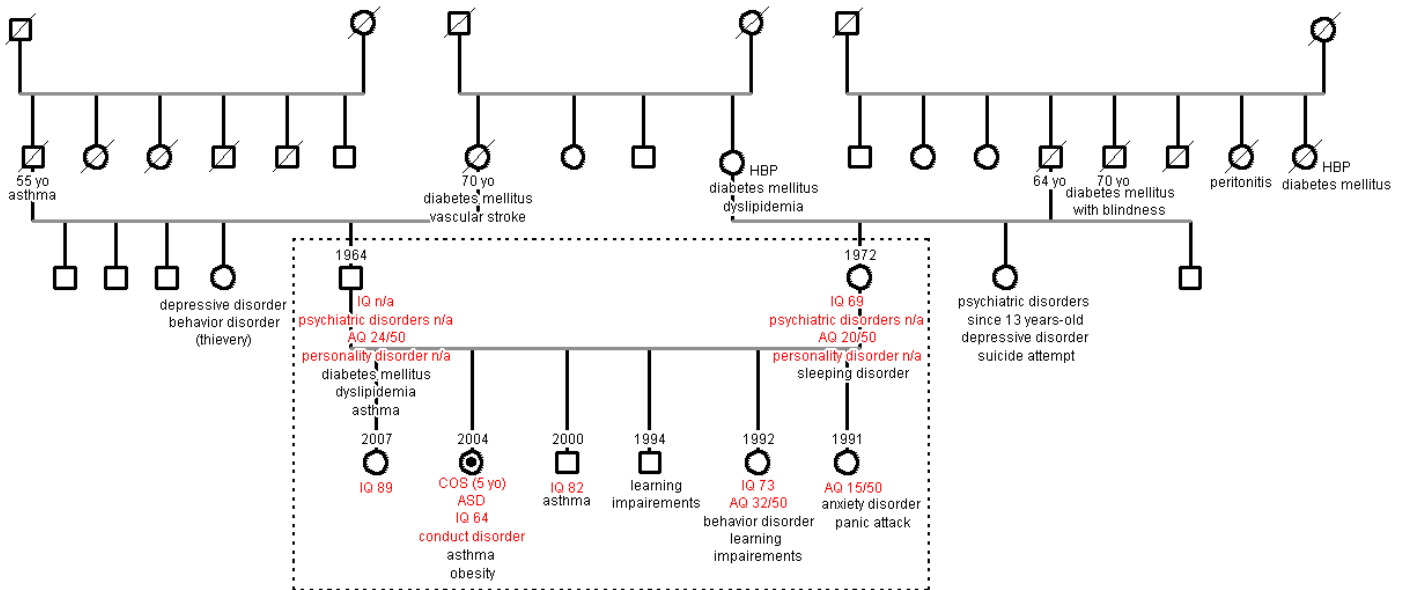 55 yo
asthma
70 yo
diabetes mellitus
vascular stroke
HBP
diabetes mellitus
dyslipidemia
64 yo
70 yo
diabetes mellitus
with blindness
peritonitis
HBP
diabetes mellitus
depressive disorder
behavior disorder
(thievery)
1964
IQ n/a
psychiatric disorders n/a
AQ 24/50
personality disorder n/a
diabetes mellitus
dyslipidemia
asthma
1972
IQ 69
psychiatric disorders n/a
AQ 20/50
personality disorder n/a
sleeping disorder
psychiatric disorders
since 13 years-old
depressive disorder
suicide attempt
2007
IQ 89
2004
COS (5 yo)
ASD
IQ 64
conduct disorder
asthma
obesity
2000
IQ 82
asthma
1994
learning
impairements
1992
IQ 73
AQ 32/50
behavior disorder
learning
impairements
1991
AQ 15/50
anxiety disorder
panic attack